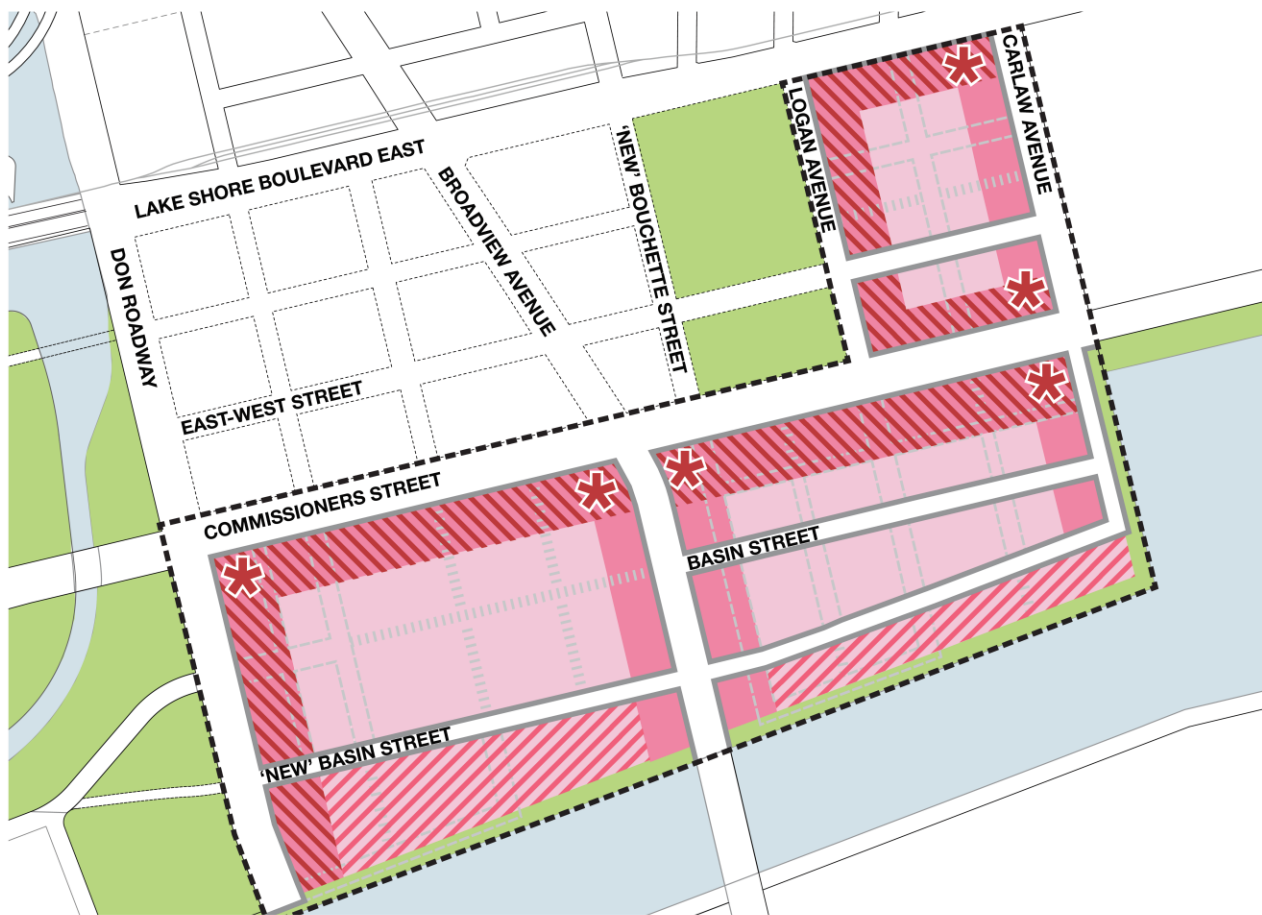 CARLAW AVENUE
LOGAN AVENUE
'NEW' BOUCHETTE STREET
LAKE SHORE BOULEVARD EAST
BROADVIEW AVENUE
DON ROADWAY
EAST-WEST STREET
COMMISSIONERS STREET
BASIN STREET
'NEW' BASIN STREET